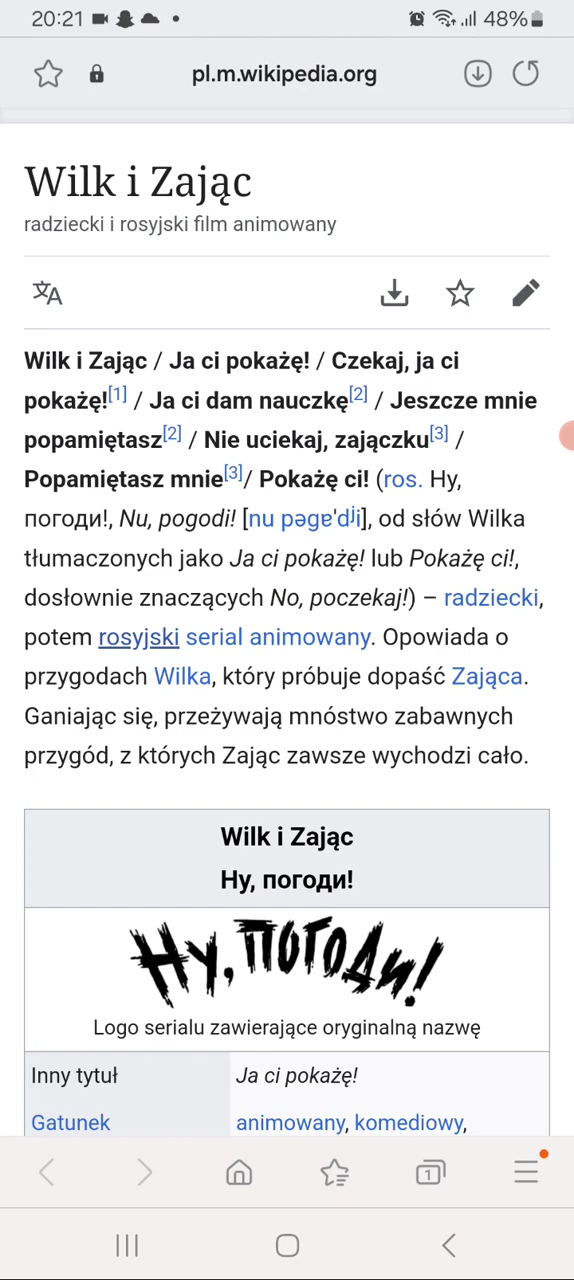 20:21
48%
pl.m.wikipedia.org
Wilk i Zając
radziecki i rosyjski film animowany
Wilk i Zając / Ja ci pokażę! / Czekaj, ja ci
pokażę![1] / Ja ci dam nauczkę[2] / Jeszcze mnie
popamiętasz[2] / Nie uciekaj, zajączku[3] /
Popamiętasz mnie[3]/ Pokażę ci! (ros. Ну,
погоди!, Nu, pogodi! [nu pəgɐˈdʲi], od słów Wilka
tłumaczonych jako Ja ci pokażę! lub Pokażę ci!,
dosłownie znaczących No, poczekaj!) – radziecki,
potem rosyjski serial animowany. Opowiada o
przygodach Wilka, który próbuje dopaść Zająca.
Ganiając się, przeżywają mnóstwo zabawnych
przygód, z których Zając zawsze wychodzi cało.
Wilk i Zając
Ну, погоди!
Ну, погоди!
Logo serialu zawierające oryginalną nazwę
Inny tytuł Ja ci pokażę!
Gatunek animowany, komediowy,
1